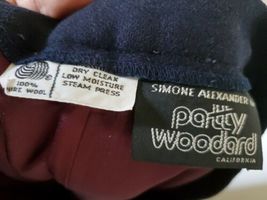 100%
PURE WOOL
DRY CLEAN
LOW MOISTURE
STEAM PRESS
SIMONE ALEXANDER
patty
woodard
CALIFORNIA